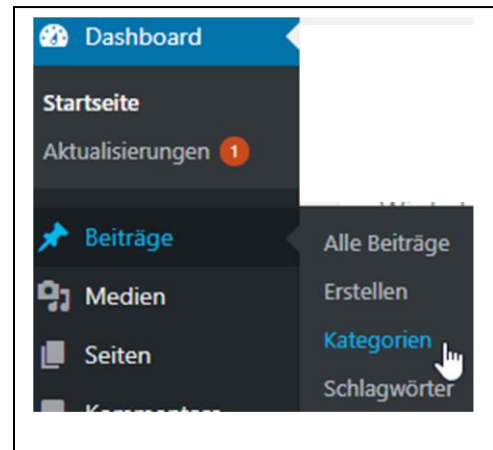 Dashboard
Startseite
Aktualisierungen 1
Beiträge
Medien
Seiten
Alle Beiträge
Erstellen
Kategorien
Schlagwörter